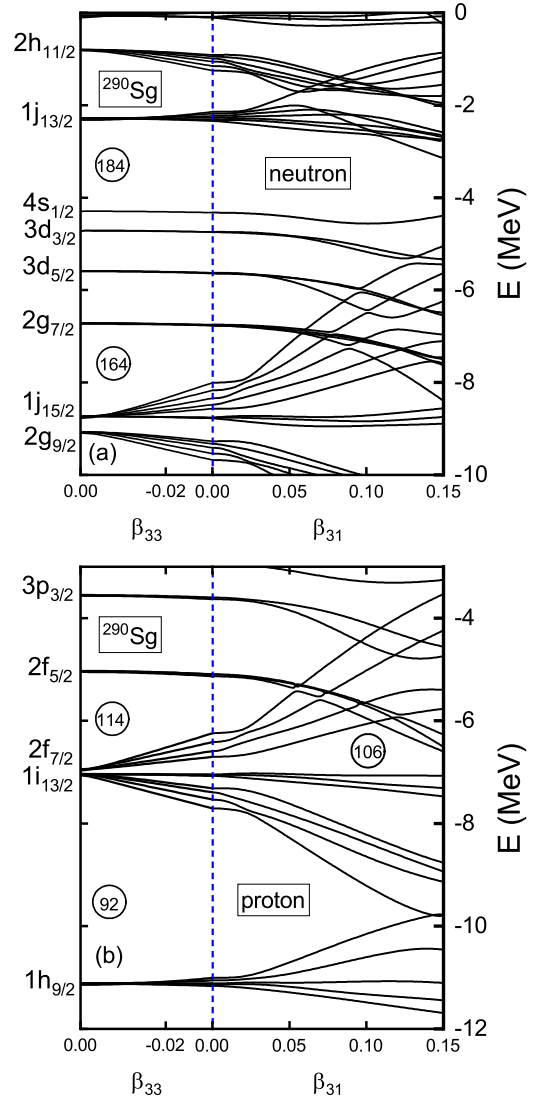 0
2h11/2
290Sg
-2
1j13/2
184
neutron
-4
4s1/2
3d3/2
E (MeV)
3d5/2
-6
2g7/2
164
-8
1j15/2
2g9/2
(a)
-10
0.00 -0.02 0.00 0.05 0.10 0.15
β33 β31
3p3/2
-4
290Sg
2f5/2
114
-6
106
2f7/2
1i13/2
E (MeV)
-8
92
proton
-10
(b)
1h9/2
-12
0.00 -0.02 0.00 0.05 0.10 0.15
β33 β31